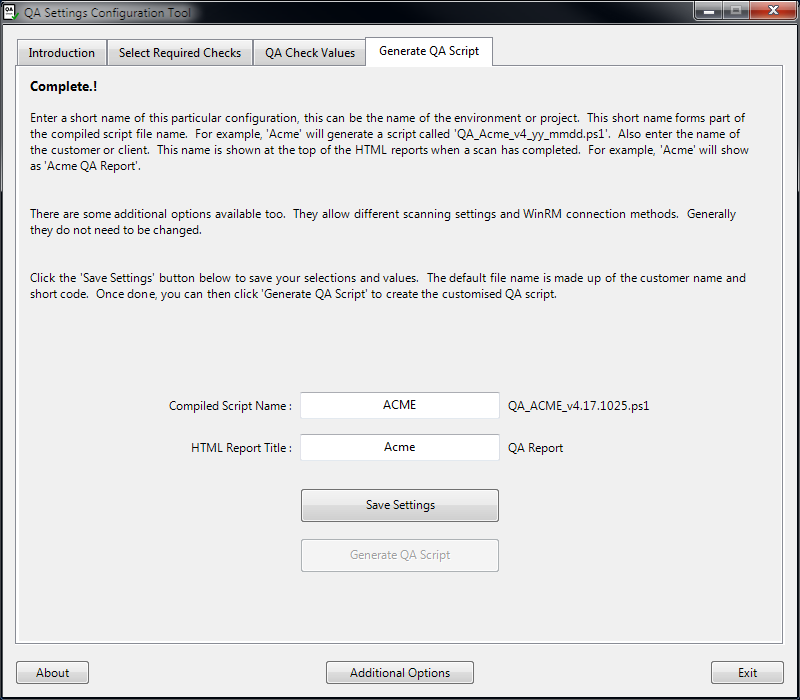 QA Settings Configuration Tool
Introduction
Select Required Checks
QA Check Values
Generate QA Script
Complete.!
Enter a short name of this particular configuration, this can be the name of the environment or project.  This short name forms part of
the compiled script file name.  For example, 'Acme' will generate a script called 'QA_Acme_v4_yy_mmdd.ps1'.  Also enter the name of
the customer or client.  This name is shown at the top of the HTML reports when a scan has completed.  For example, 'Acme' will show
as 'Acme QA Report'.
There are some additional options available too.  They allow different scanning settings and WinRM connection methods.  Generally
they do not need to be changed.
Click the 'Save Settings' button below to save your selections and values.  The default file name is made up of the customer name and
short code.  Once done, you can then click 'Generate QA Script' to create the customised QA script.
Compiled Script Name : ACME QA_ACME_v4.17.1025.ps1
HTML Report Title : Acme QA Report
Save Settings
Generate QA Script
About
Additional Options
Exit